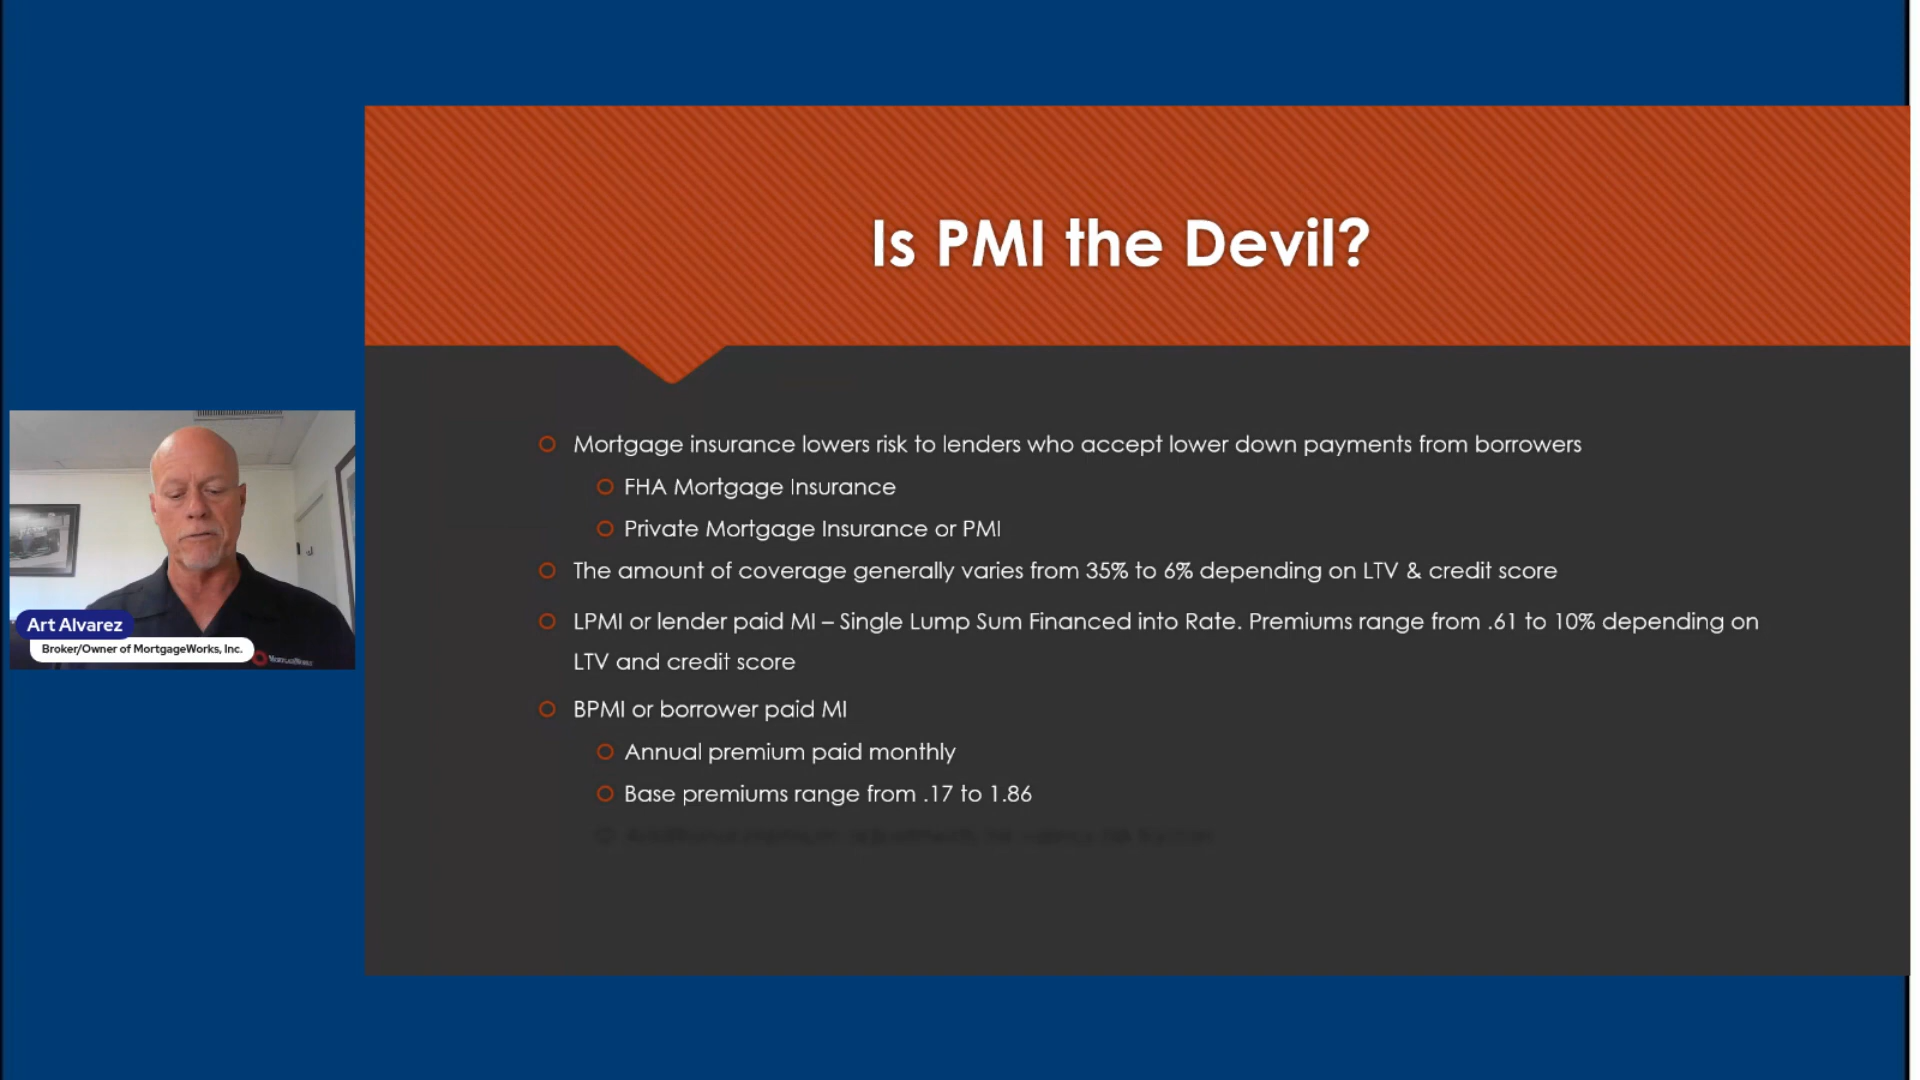 Is PMI the Devil?
Mortgage insurance lowers risk to lenders who accept lower down payments from borrowers
FHA Mortgage Insurance
Private Mortgage Insurance or PMI
The amount of coverage generally varies from 35% to 6% depending on LTV & credit score
LPMI or lender paid MI – Single Lump Sum Financed into Rate. Premiums range from .61 to 10% depending on
LTV and credit score
BPMI or borrower paid MI
Annual premium paid monthly
Base premiums range from .17 to 1.86
Art Alvarez
Broker/Owner of MortgageWorks, Inc.